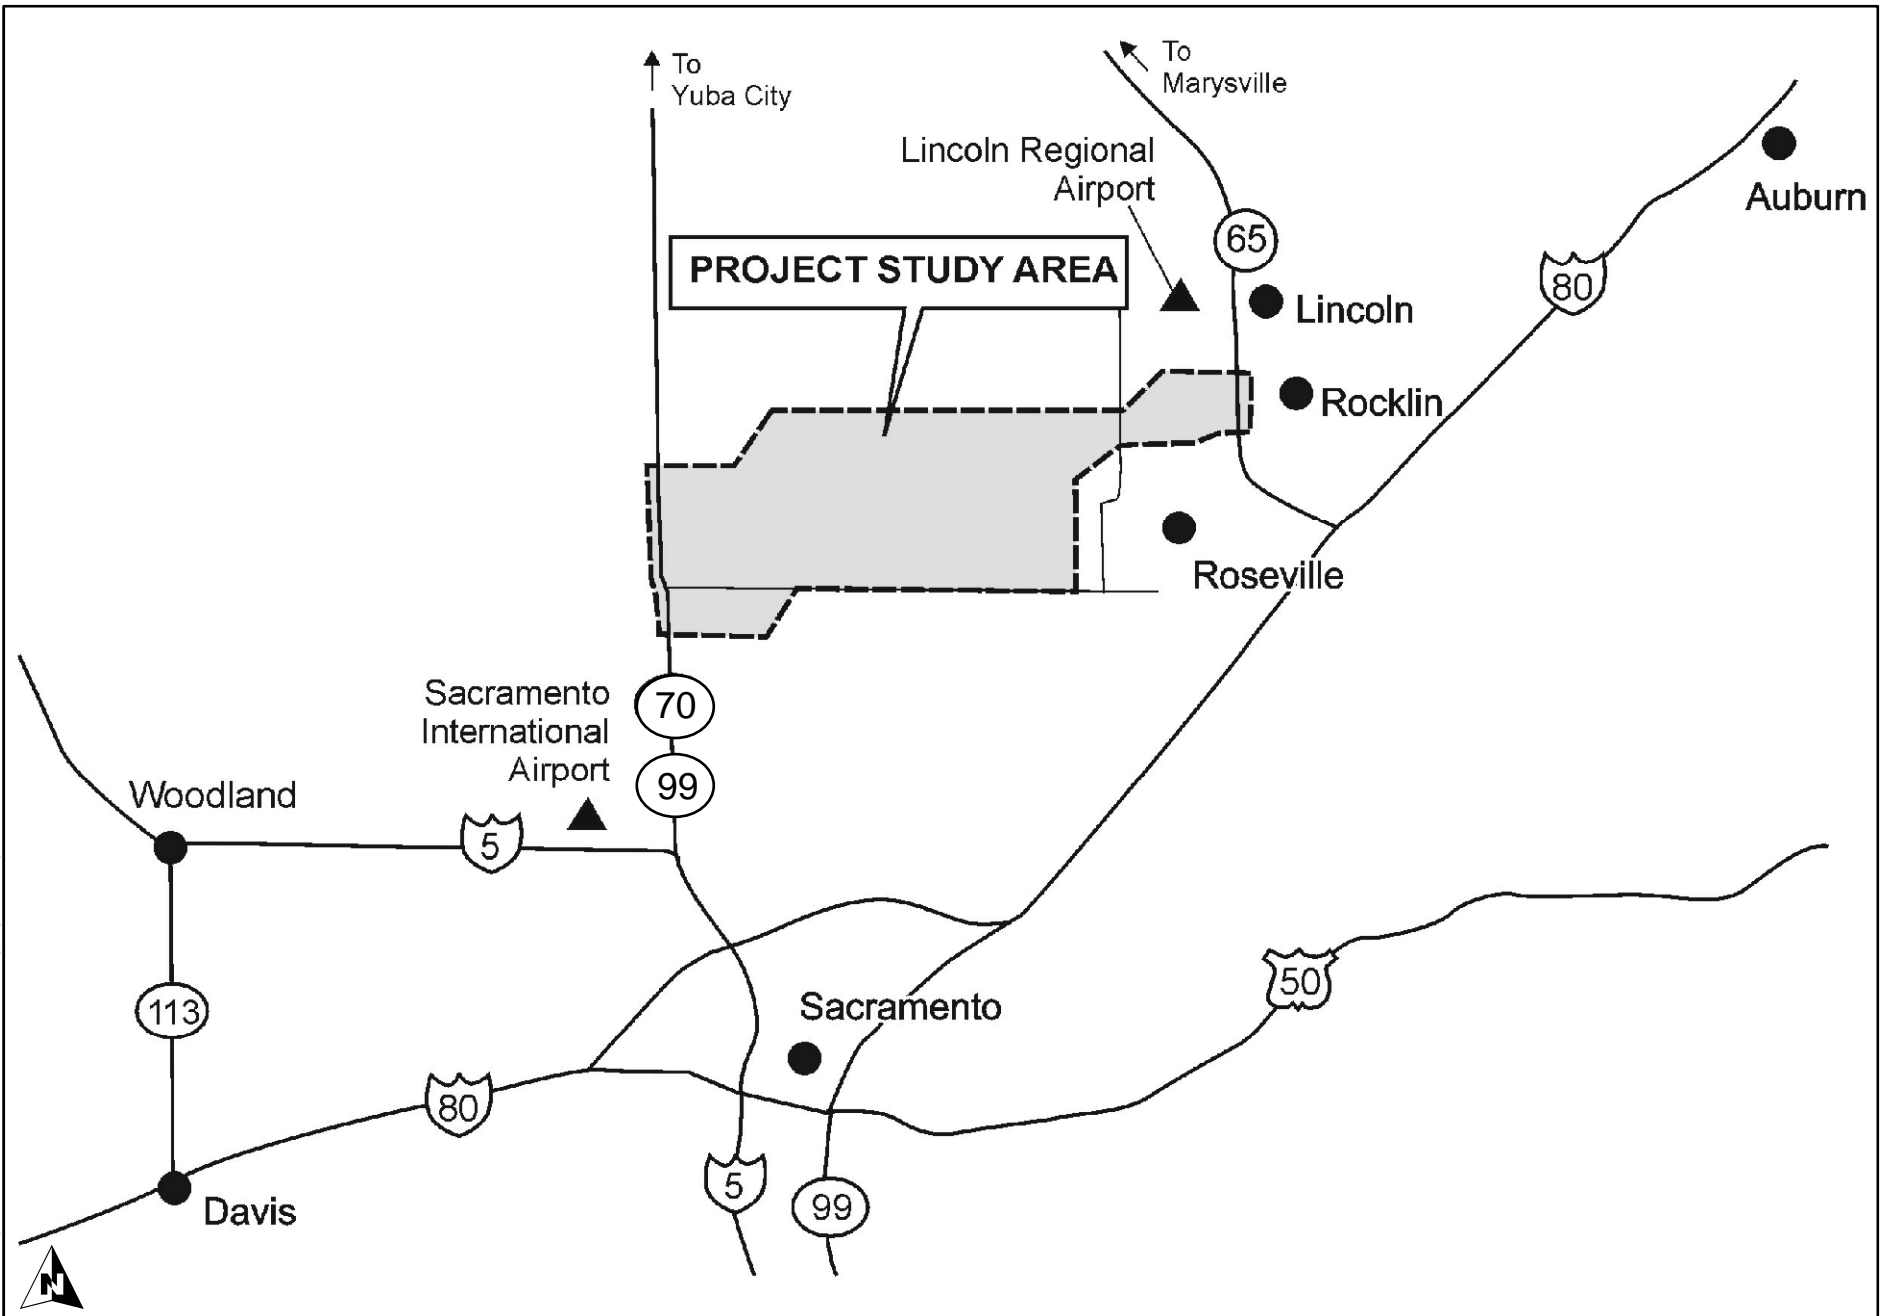 To
Yuba City
To
Marysville
Lincoln Regional
Airport
Auburn
65
PROJECT STUDY AREA
80
Lincoln
Rocklin
Roseville
Sacramento
International
Airport
70
99
Woodland
5
50
113
Sacramento
80
5
99
Davis
N